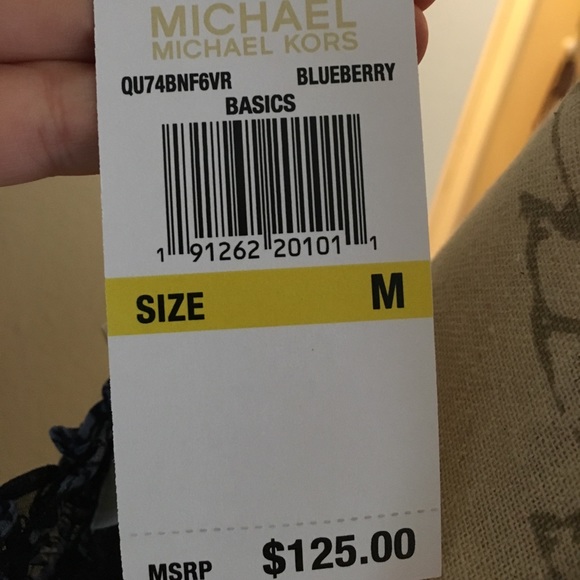 MICHAEL
MICHAEL KORS
QU74BNF6VR BLUEBERRY
BASICS
1 91262 20101 1
SIZE M
MSRP $125.00